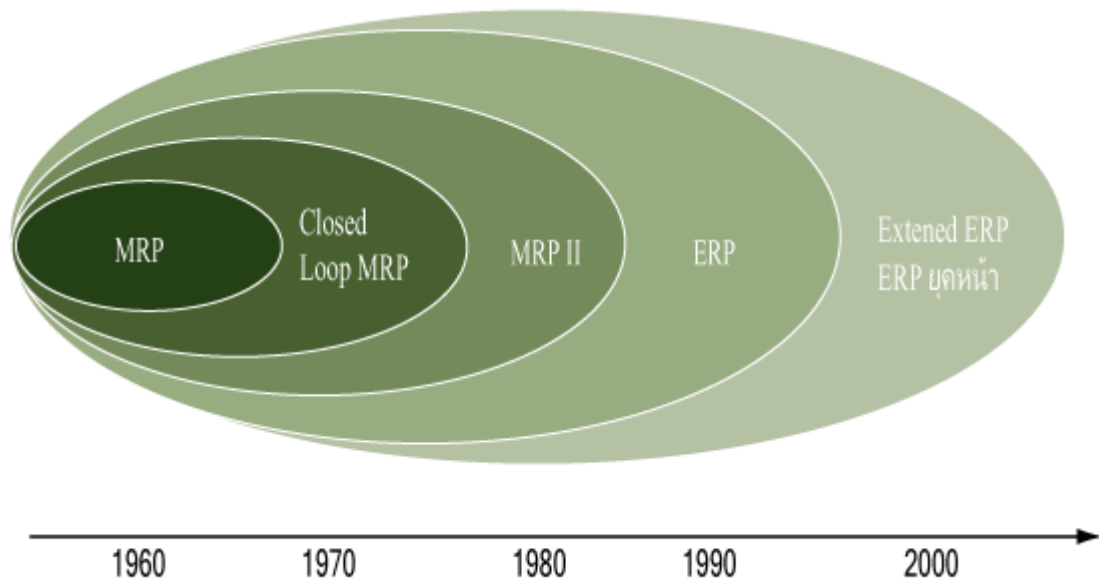 MRP
Closed
Loop MRP
MRP II
ERP
Extened ERP
ERP ยุคหน้า
1960
1970
1980
1990
2000